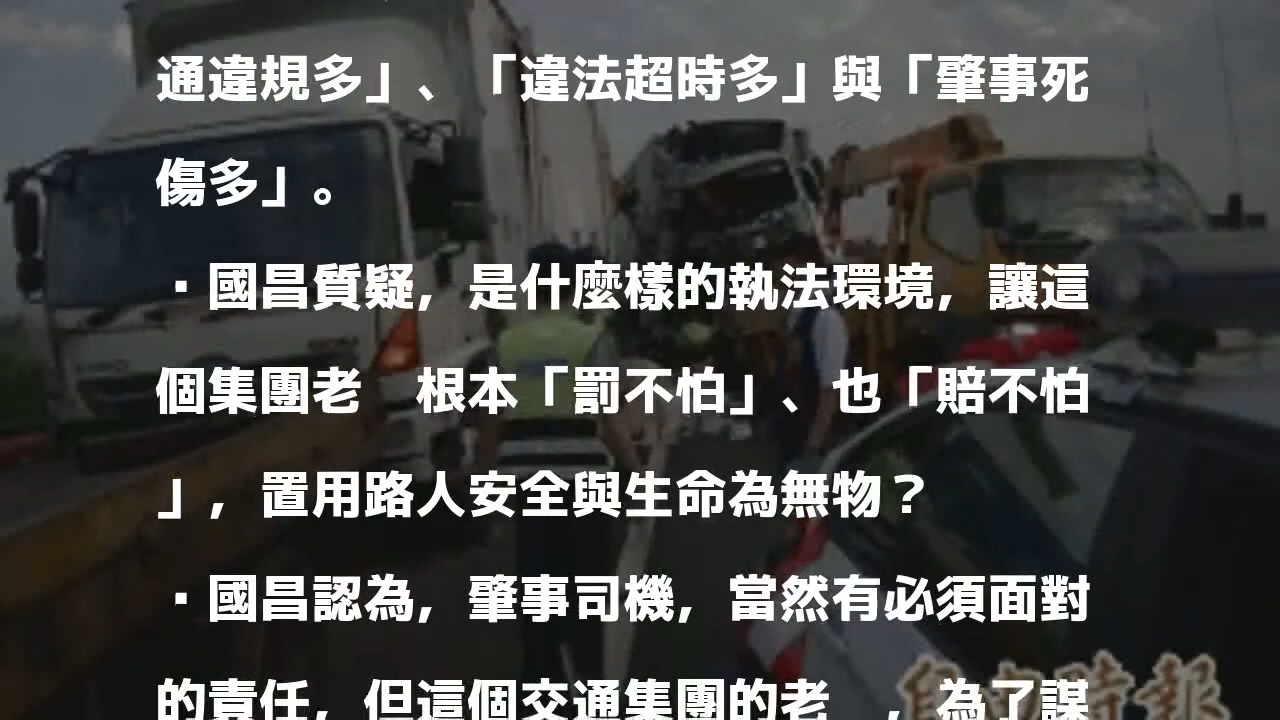 通違規多」、「違法超時多」與「肇事死
傷多」。
・國昌質疑，是什麼樣的執法環境，讓這
個集團老　根本「罰不怕」、也「賠不怕
」，置用路人安全與生命為無物？
・國昌認為，肇事司機，當然有必須面對
的責任，但這個交通集團的老　，為了謀
自由時報